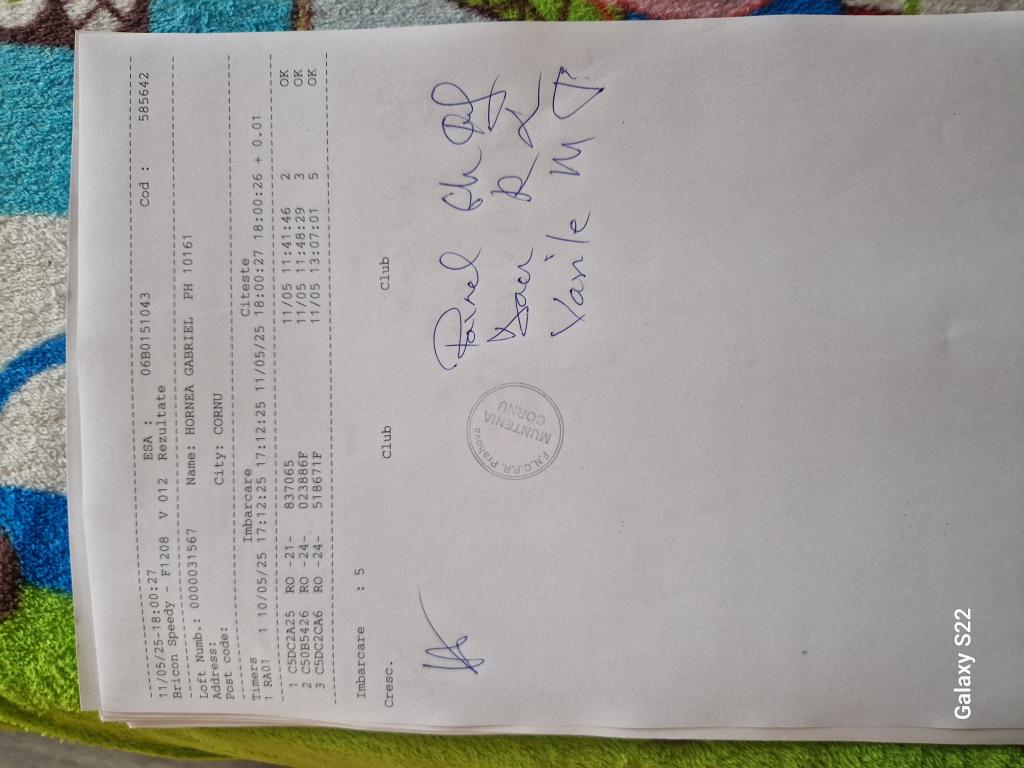 11/05/25-18:00:27 ESA : 06B0151043 Cod : 585642
Bricon Speedy - F1208 V 012 Rezultate
Loft Numb.: 0000031567 Name: HORNEA GABRIEL PH 10161
Address:
Post code: City: CORNU
Imbarcare Citeste
Timers
1 RA01 1 10/05/25 17:12:25 17:12:25 11/05/25 18:00:27 18:00:26 + 0.01
1 C5DC2A25 RO -21- 837065 11/05 11:41:46 2 OK
2 C50B5426 RO -24- 023886F 11/05 11:48:29 3 OK
3 C5DC2CA6 RO -24- 518671F 11/05 13:07:01 5 OK
Imbarcare : 5
Cresc. Club Club
F.N.C.P.R. Prahova
MUNTENIA
CORNU
Vasile M
Galaxy S22